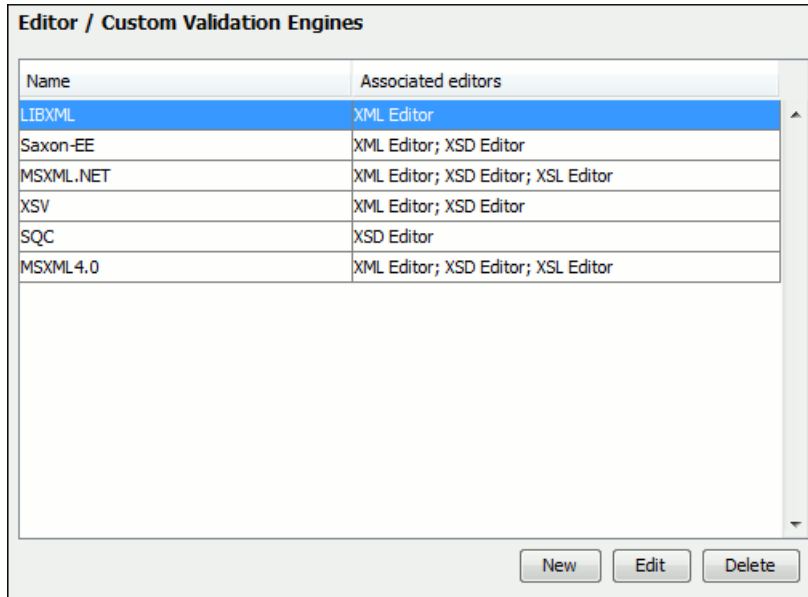 Editor / Custom Validation Engines
Name Associated editors
LIBXML XML Editor
Saxon-EE XML Editor; XSD Editor
MSXML.NET XML Editor; XSD Editor; XSL Editor
XSV XML Editor; XSD Editor
SQC XSD Editor
MSXML4.0 XML Editor; XSD Editor; XSL Editor
New Edit Delete